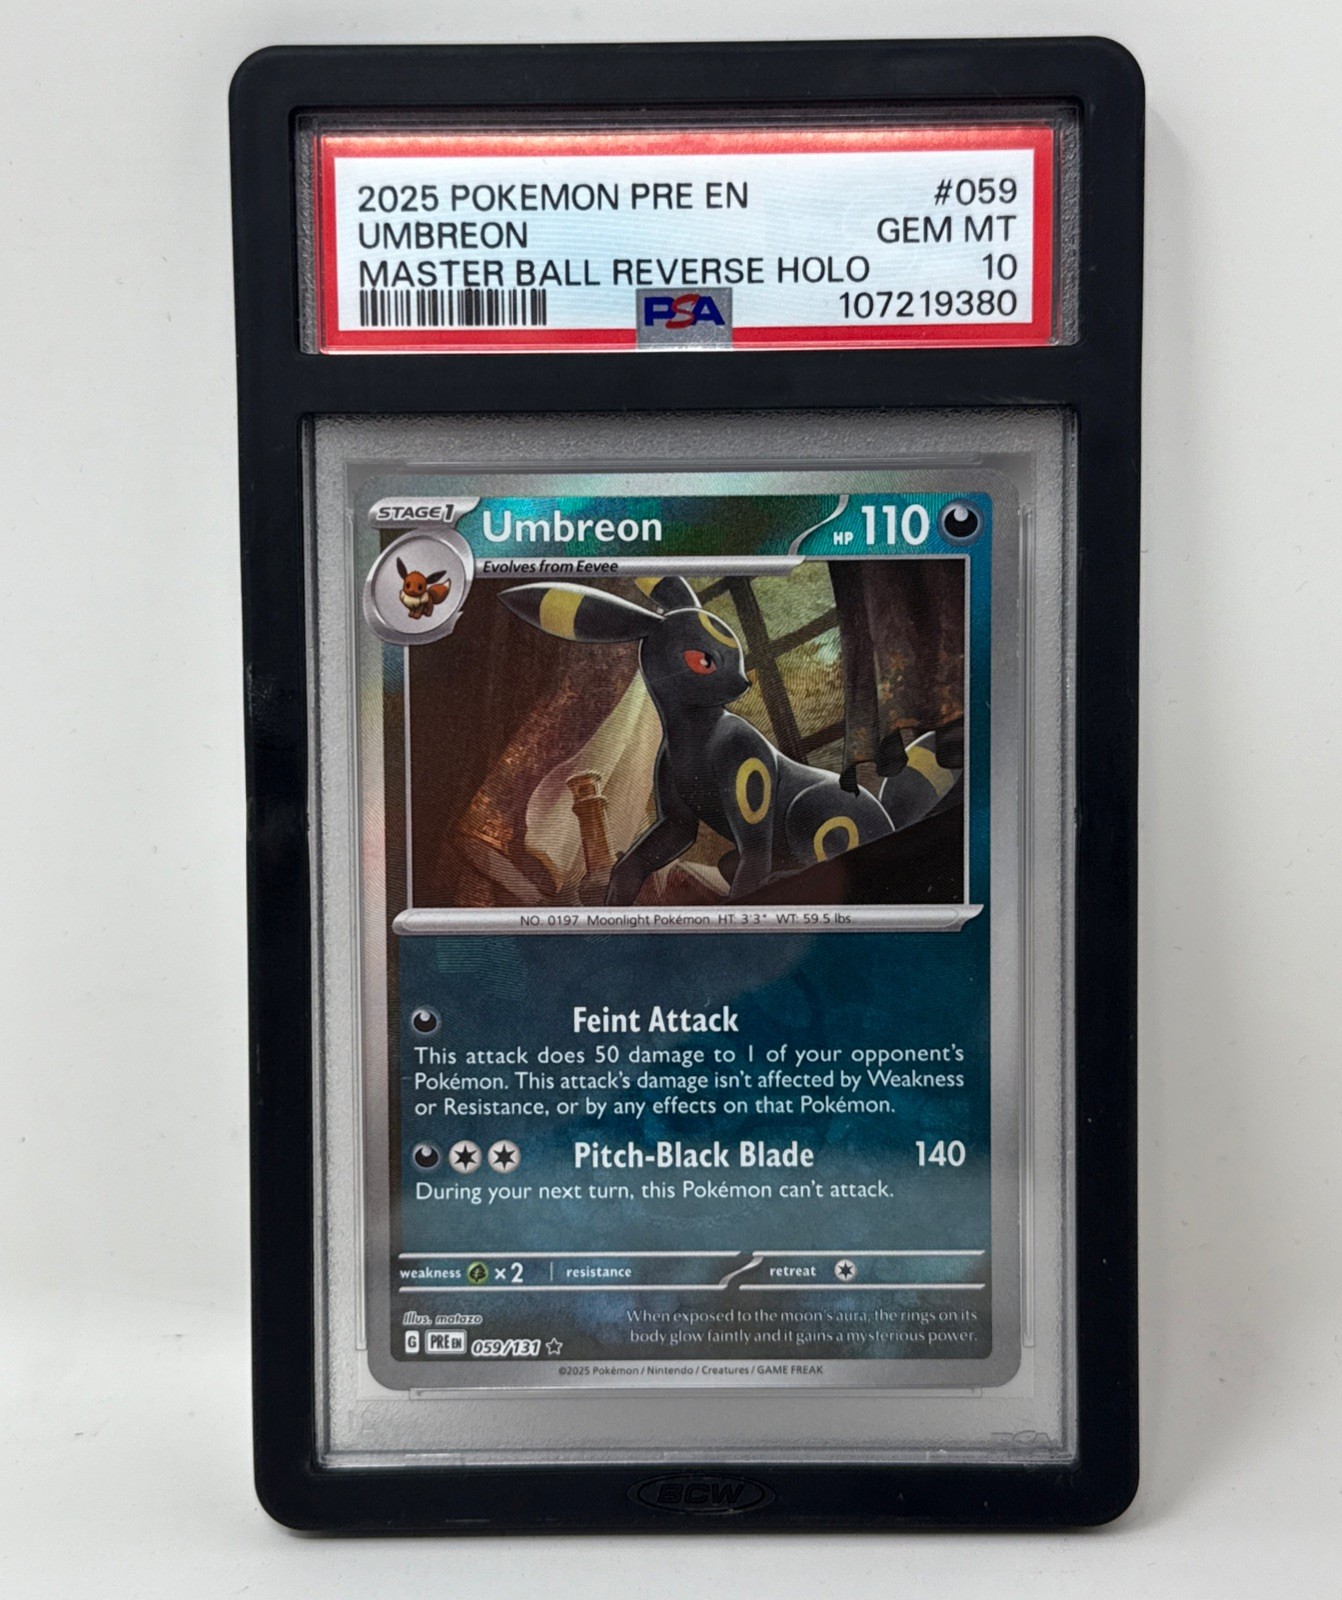 2025 POKEMON PRE EN #059
UMBREON GEM MT
MASTER BALL REVERSE HOLO 10
PSA 107219380
STAGE 1 Umbreon HP 110
Evolves from Eevee
NO. 0197 Moonlight Pokémon HT: 3'3" WT: 59.5 lbs.
Feint Attack
This attack does 50 damage to 1 of your opponent's
Pokémon. This attack's damage isn't affected by Weakness
or Resistance, or by any effects on that Pokémon.
Pitch-Black Blade 140
During your next turn, this Pokémon can't attack.
weakness ×2 resistance retreat
Illus. matazo
When exposed to the moon's aura, the rings on its
body glow faintly and it gains a mysterious power.
G PRE EN 059/131
©2025 Pokémon / Nintendo / Creatures / GAME FREAK
PSA
BCW